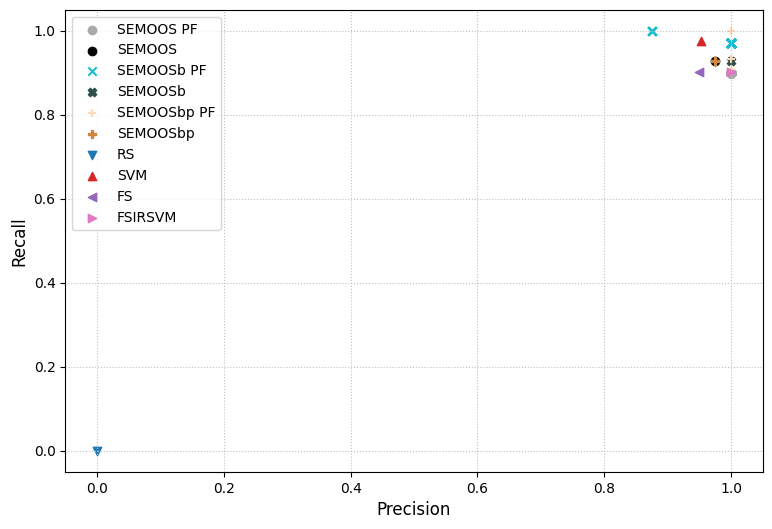 SEMOOS PF
SEMOOS
SEMOOSb PF
SEMOOSb
SEMOOSbp PF
SEMOOSbp
RS
SVM
FS
FSIRSVM
1.0
0.8
0.6
0.4
0.2
0.0
Recall
0.0 0.2 0.4 0.6 0.8 1.0
Precision